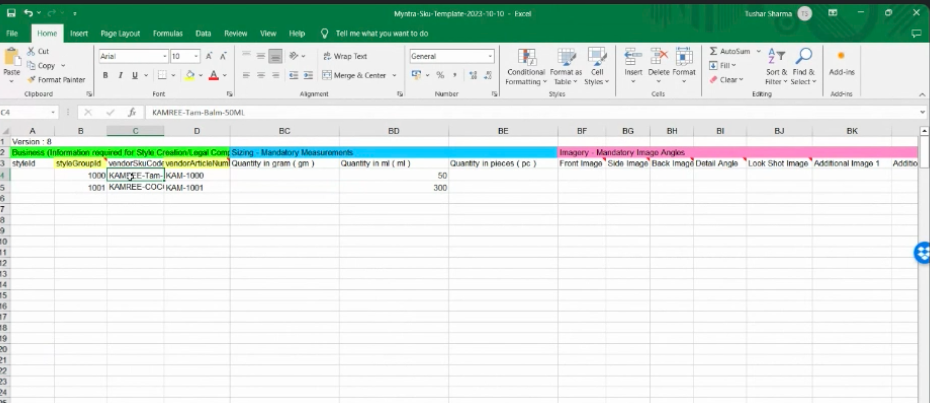 Myntra-Sku-Template-2023-10-10 - Excel
Tushar Sharma TS
File Home Insert Page Layout Formulas Data Review View Help Tell me what you want to do
Paste
Cut
Copy
Format Painter
Clipboard
Arial 10
B I U
Font
Wrap Text
Merge & Center
Alignment
General
Number
Conditional Formatting
Format as Table
Cell Styles
Styles
Insert Delete Format
Cells
AutoSum
Fill
Clear
Sort & Filter
Find & Select
Editing
Add-ins
Add-ins
C4 fx KAMREE-Tam-Balm-50ML
A B C D BC BD BE BF BG BH BI BJ BK
1 Version : 8
2 Business (Information required for Style Creation/Legal Comp Sizing - Mandatory Measurements Imagery - Mandatory Image Angles
3 styleId styleGroupId vendorSkuCode vendorArticleNum Quantity in gram ( gm ) Quantity in ml ( ml ) Quantity in pieces ( pc ) Front Image Side Image Back Image Detail Angle Look Shot Image Additional Image 1 Additio
4 1000 KAMREE-Tam- KAM-1000 50
5 1001 KAMREE-COC KAM-1001 300
6
7
8
9
10
11
12
13
14
15
16
17
18
19
20
21
22
23
24